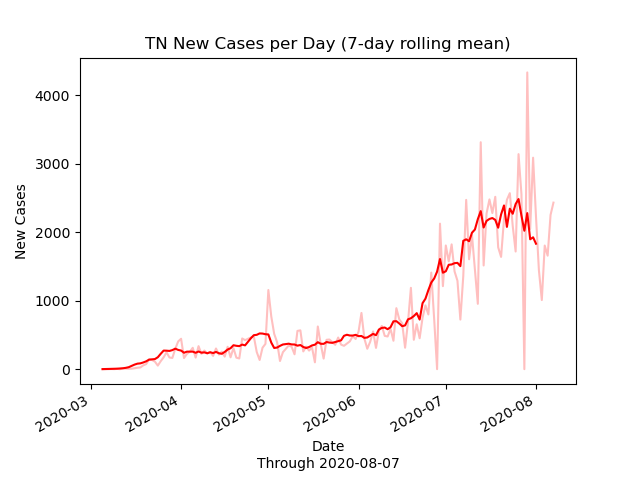 TN New Cases per Day (7-day rolling mean)
New Cases
4000
3000
2000
1000
0
2020-03
2020-04
2020-05
2020-06
2020-07
2020-08
Date
Through 2020-08-07